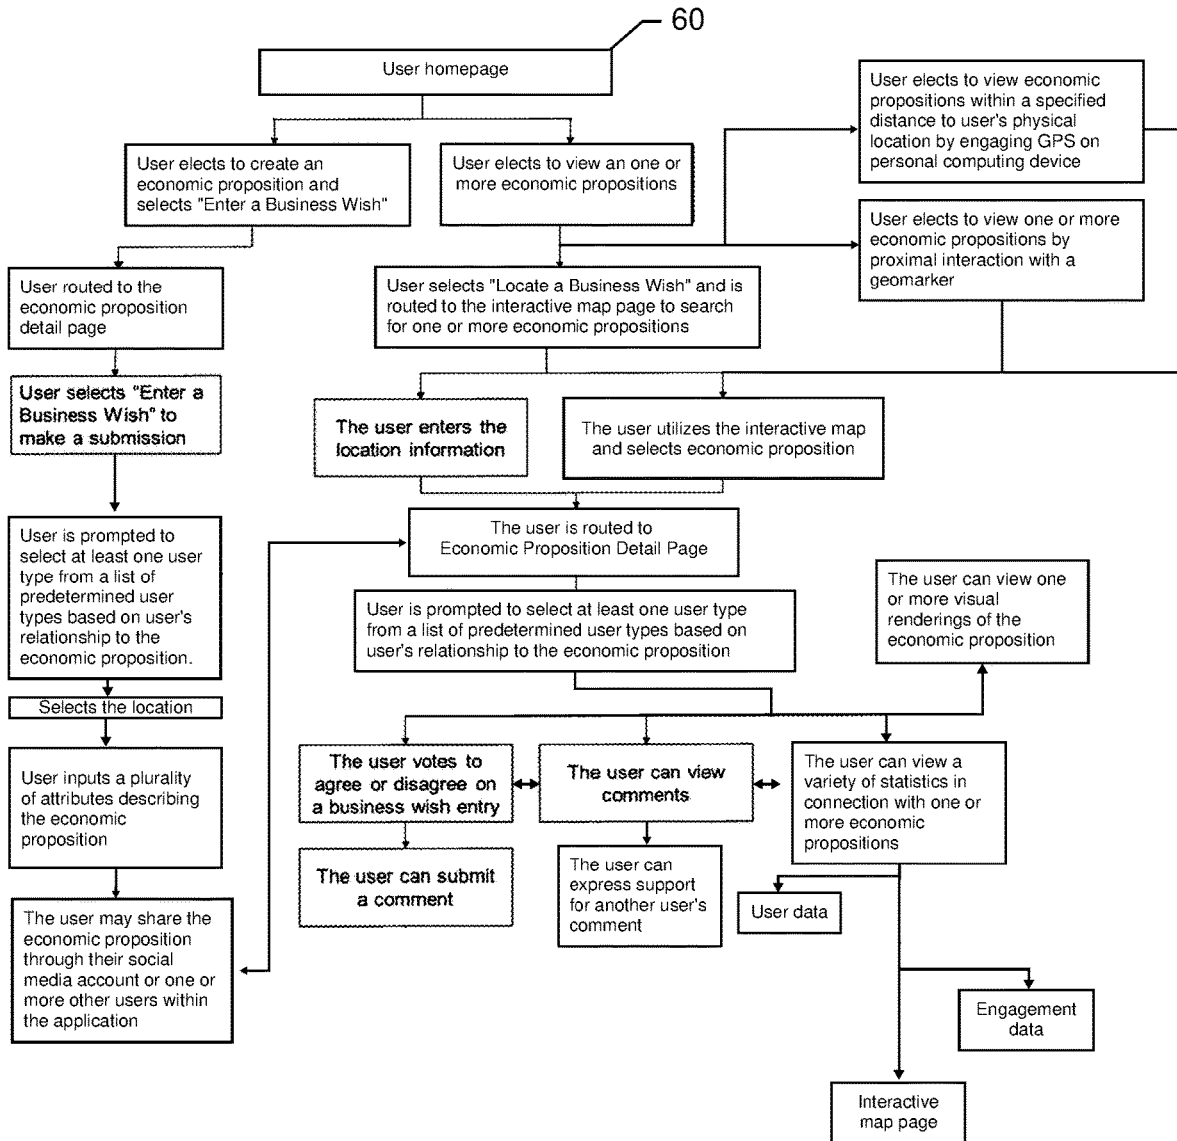 60
User homepage
User elects to create an
economic proposition and
selects "Enter a Business Wish"
User elects to view an one or
more economic propositions
User elects to view economic
propositions within a specified
distance to user's physical
location by engaging GPS on
personal computing device
User elects to view one or more
economic propositions by
proximal interaction with a
geomarker
User routed to the
economic proposition
detail page
User selects "Locate a Business Wish" and is
routed to the interactive map page to search
for one or more economic propositions
User selects "Enter a
Business Wish" to
make a submission
The user enters the
location information
The user utilizes the interactive map
and selects economic proposition
User is prompted to
select at least one user
type from a list of
predetermined user
types based on user's
relationship to the
economic proposition.
The user is routed to
Economic Proposition Detail Page
User is prompted to select at least one user type
from a list of predetermined user types based on
user's relationship to the economic proposition
The user can view one
or more visual
renderings of the
economic proposition
Selects the location
User inputs a plurality
of attributes describing
the economic
proposition
The user votes to
agree or disagree on
a business wish entry
The user can view
comments
The user can view a
variety of statistics in
connection with one or
more economic
propositions
The user can submit
a comment
The user can
express support
for another user's
comment
User data
The user may share the
economic proposition
through their social
media account or one or
more other users within
the application
Engagement
data
Interactive
map page